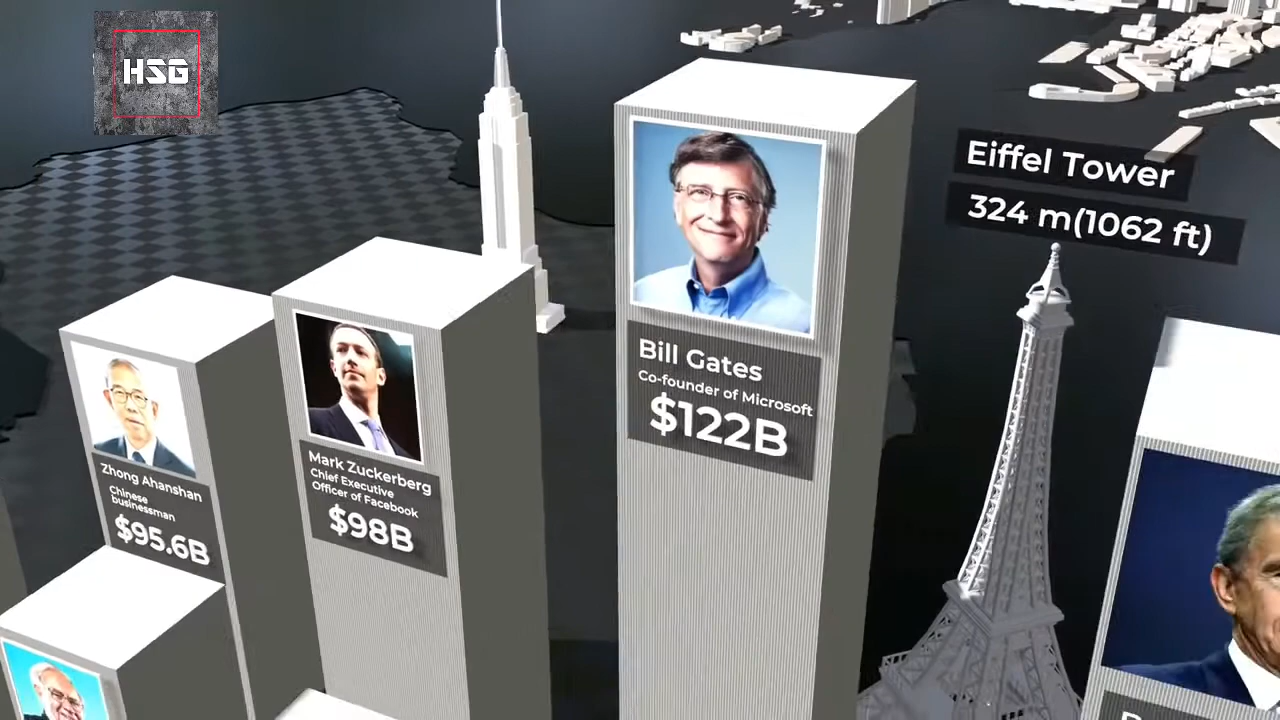 HSG
Eiffel Tower
324 m(1062 ft)
Bill Gates
Co-founder of Microsoft
$122B
Mark Zuckerberg
Chief Executive
Officer of Facebook
$98B
Zhong Ahanshan
Chinese
businessman
$95.6B